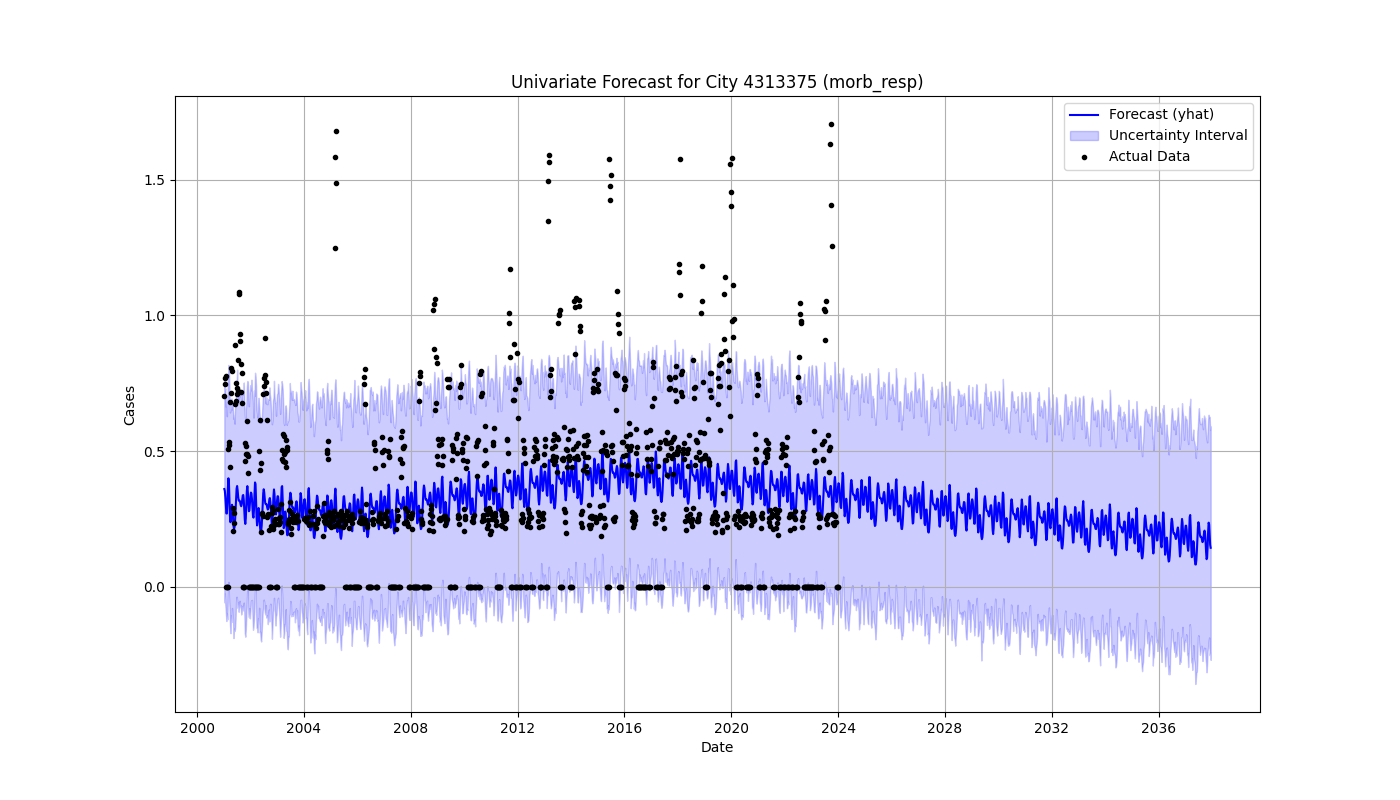 Univariate Forecast for City 4313375 (morb_resp)
Forecast (yhat)
Uncertainty Interval
Actual Data
Cases
1.5
1.0
0.5
0.0
2000 2004 2008 2012 2016 2020 2024 2028 2032 2036
Date